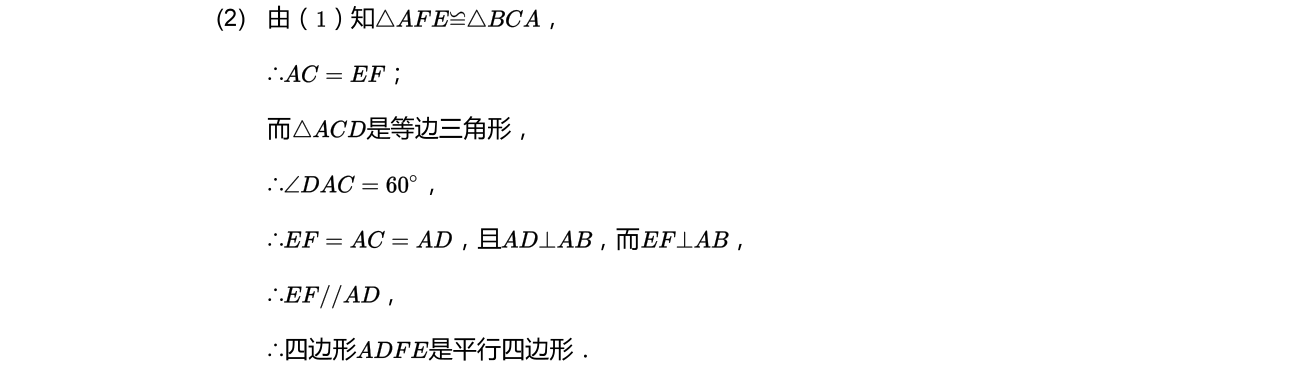 (2) 由（1）知△AFE≌△BCA，
∴AC = EF；
而△ACD是等边三角形，
∴∠DAC = 60°，
∴EF = AC = AD，且AD⊥AB，而EF⊥AB，
∴EF//AD，
∴四边形ADFE是平行四边形．